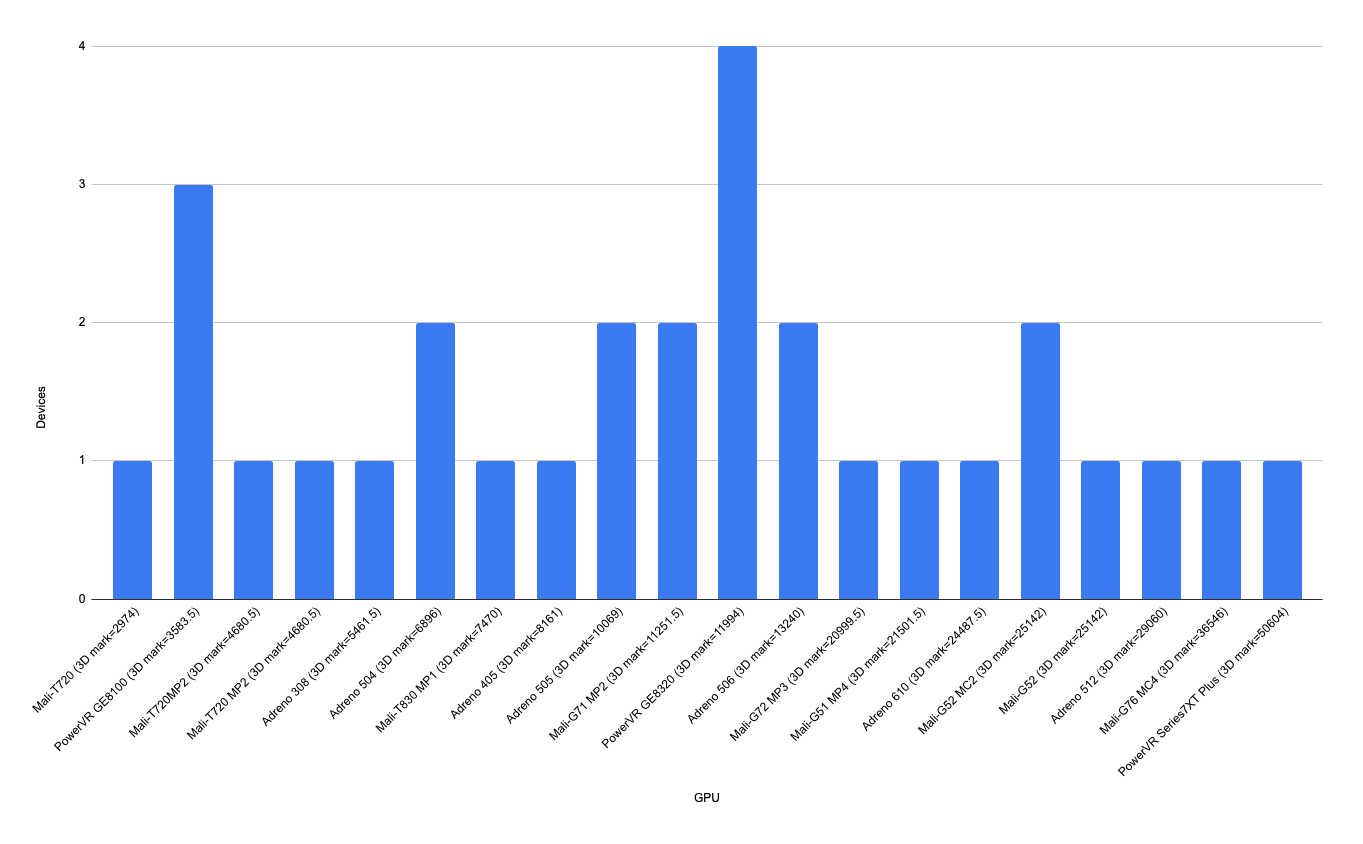 4
3
2
1
0
Devices
Mali-T720 (3D mark=2974)
PowerVR GE8100 (3D mark=3583.5)
Mali-T720MP2 (3D mark=4680.5)
Mali-T720 MP2 (3D mark=4680.5)
Adreno 308 (3D mark=5461.5)
Adreno 504 (3D mark=6896)
Mali-T830 MP1 (3D mark=7470)
Adreno 405 (3D mark=8161)
Adreno 505 (3D mark=10069)
Mali-G71 MP2 (3D mark=11251.5)
PowerVR GE8320 (3D mark=11994)
Adreno 506 (3D mark=13240)
Mali-G72 MP3 (3D mark=20999.5)
Mali-G51 MP4 (3D mark=21501.5)
Adreno 610 (3D mark=24487.5)
Mali-G52 MC2 (3D mark=25142)
Mali-G52 (3D mark=25142)
Adreno 512 (3D mark=29060)
Mali-G76 MC4 (3D mark=36546)
PowerVR Series7XT Plus (3D mark=50604)
GPU